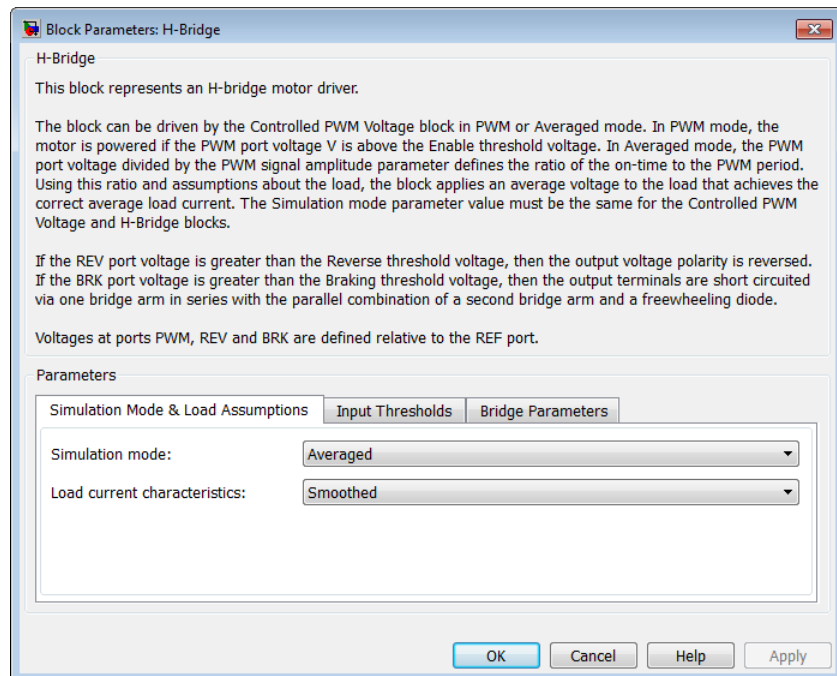 Block Parameters: H-Bridge
H-Bridge
This block represents an H-bridge motor driver.
The block can be driven by the Controlled PWM Voltage block in PWM or Averaged mode. In PWM mode, the
motor is powered if the PWM port voltage V is above the Enable threshold voltage. In Averaged mode, the PWM
port voltage divided by the PWM signal amplitude parameter defines the ratio of the on-time to the PWM period.
Using this ratio and assumptions about the load, the block applies an average voltage to the load that achieves the
correct average load current. The Simulation mode parameter value must be the same for the Controlled PWM
Voltage and H-Bridge blocks.
If the REV port voltage is greater than the Reverse threshold voltage, then the output voltage polarity is reversed.
If the BRK port voltage is greater than the Braking threshold voltage, then the output terminals are short circuited
via one bridge arm in series with the parallel combination of a second bridge arm and a freewheeling diode.
Voltages at ports PWM, REV and BRK are defined relative to the REF port.
Parameters
Simulation Mode & Load Assumptions Input Thresholds Bridge Parameters
Simulation mode: Averaged
Load current characteristics: Smoothed
OK Cancel Help Apply